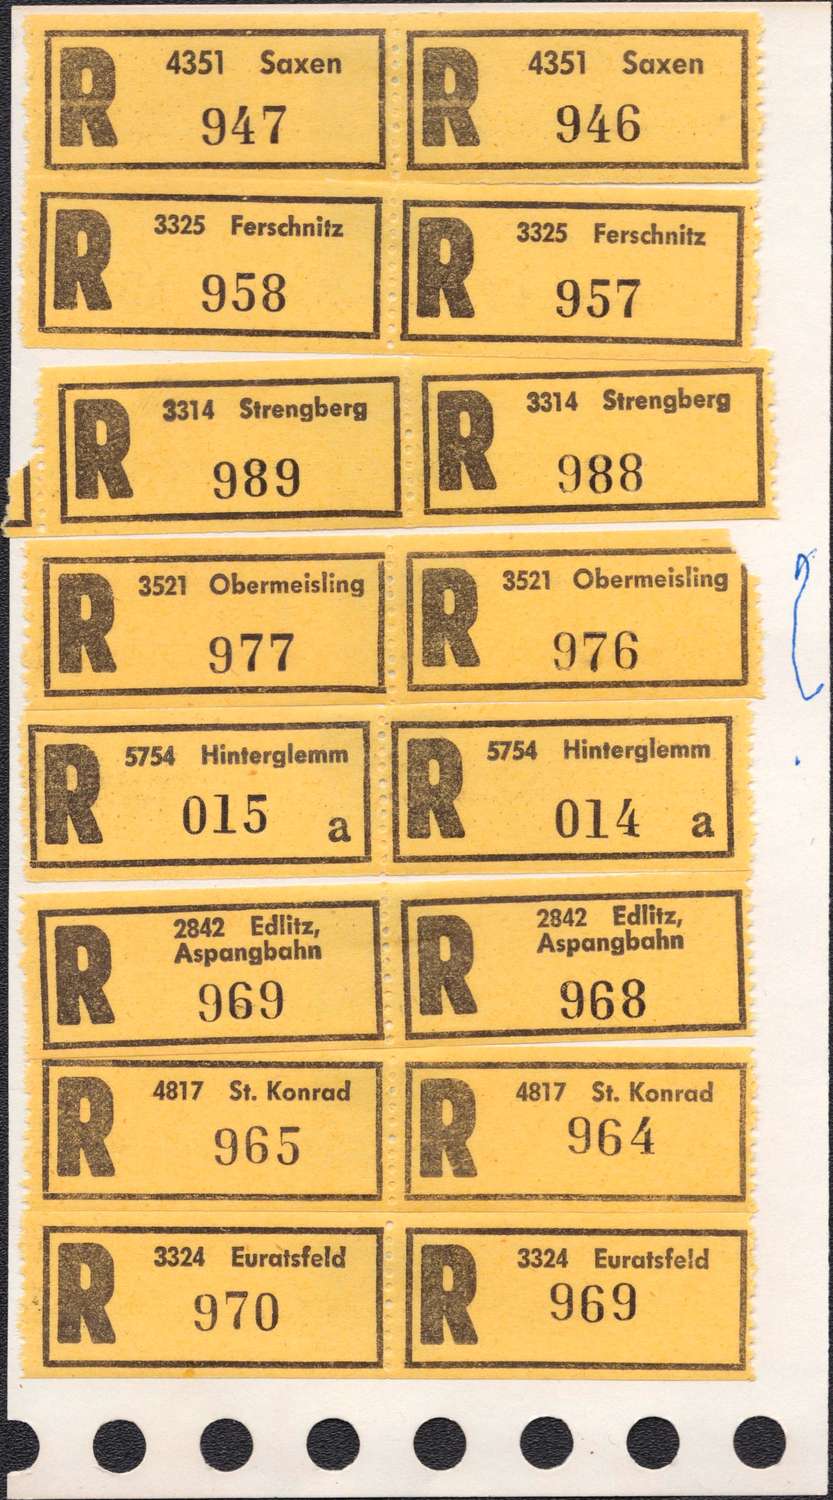 R 4351 Saxen
947
R 4351 Saxen
946
R 3325 Ferschnitz
958
R 3325 Ferschnitz
957
R 3314 Strengberg
989
R 3314 Strengberg
988
R 3521 Obermeisling
977
R 3521 Obermeisling
976
R 5754 Hinterglemm
015 a
R 5754 Hinterglemm
014 a
R 2842 Edlitz,
Aspangbahn
969
R 2842 Edlitz,
Aspangbahn
968
R 4817 St. Konrad
965
R 4817 St. Konrad
964
R 3324 Euratsfeld
970
R 3324 Euratsfeld
969